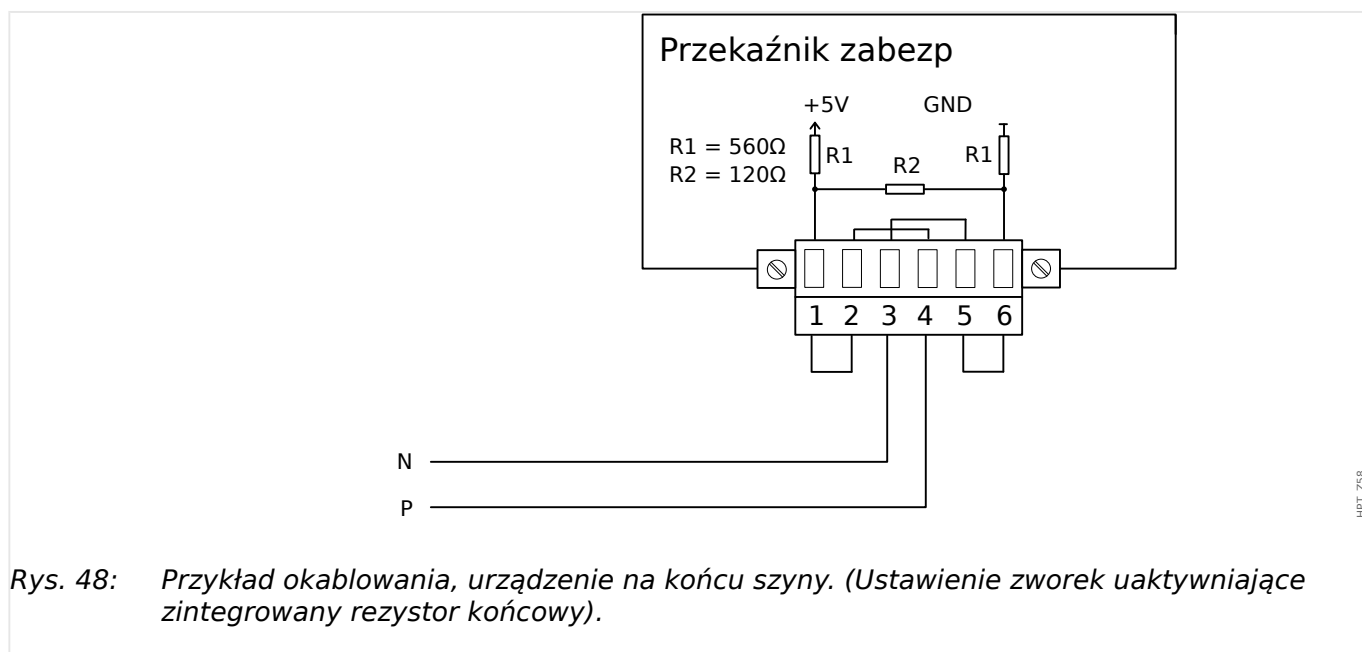 Przekaźnik zabezp
+5V GND
R1 = 560Ω
R2 = 120Ω
R1 R2 R1
1 2 3 4 5 6
N
P
HPT_Z58
Rys. 48: Przykład okablowania, urządzenie na końcu szyny. (Ustawienie zworek uaktywniające
zintegrowany rezystor końcowy).